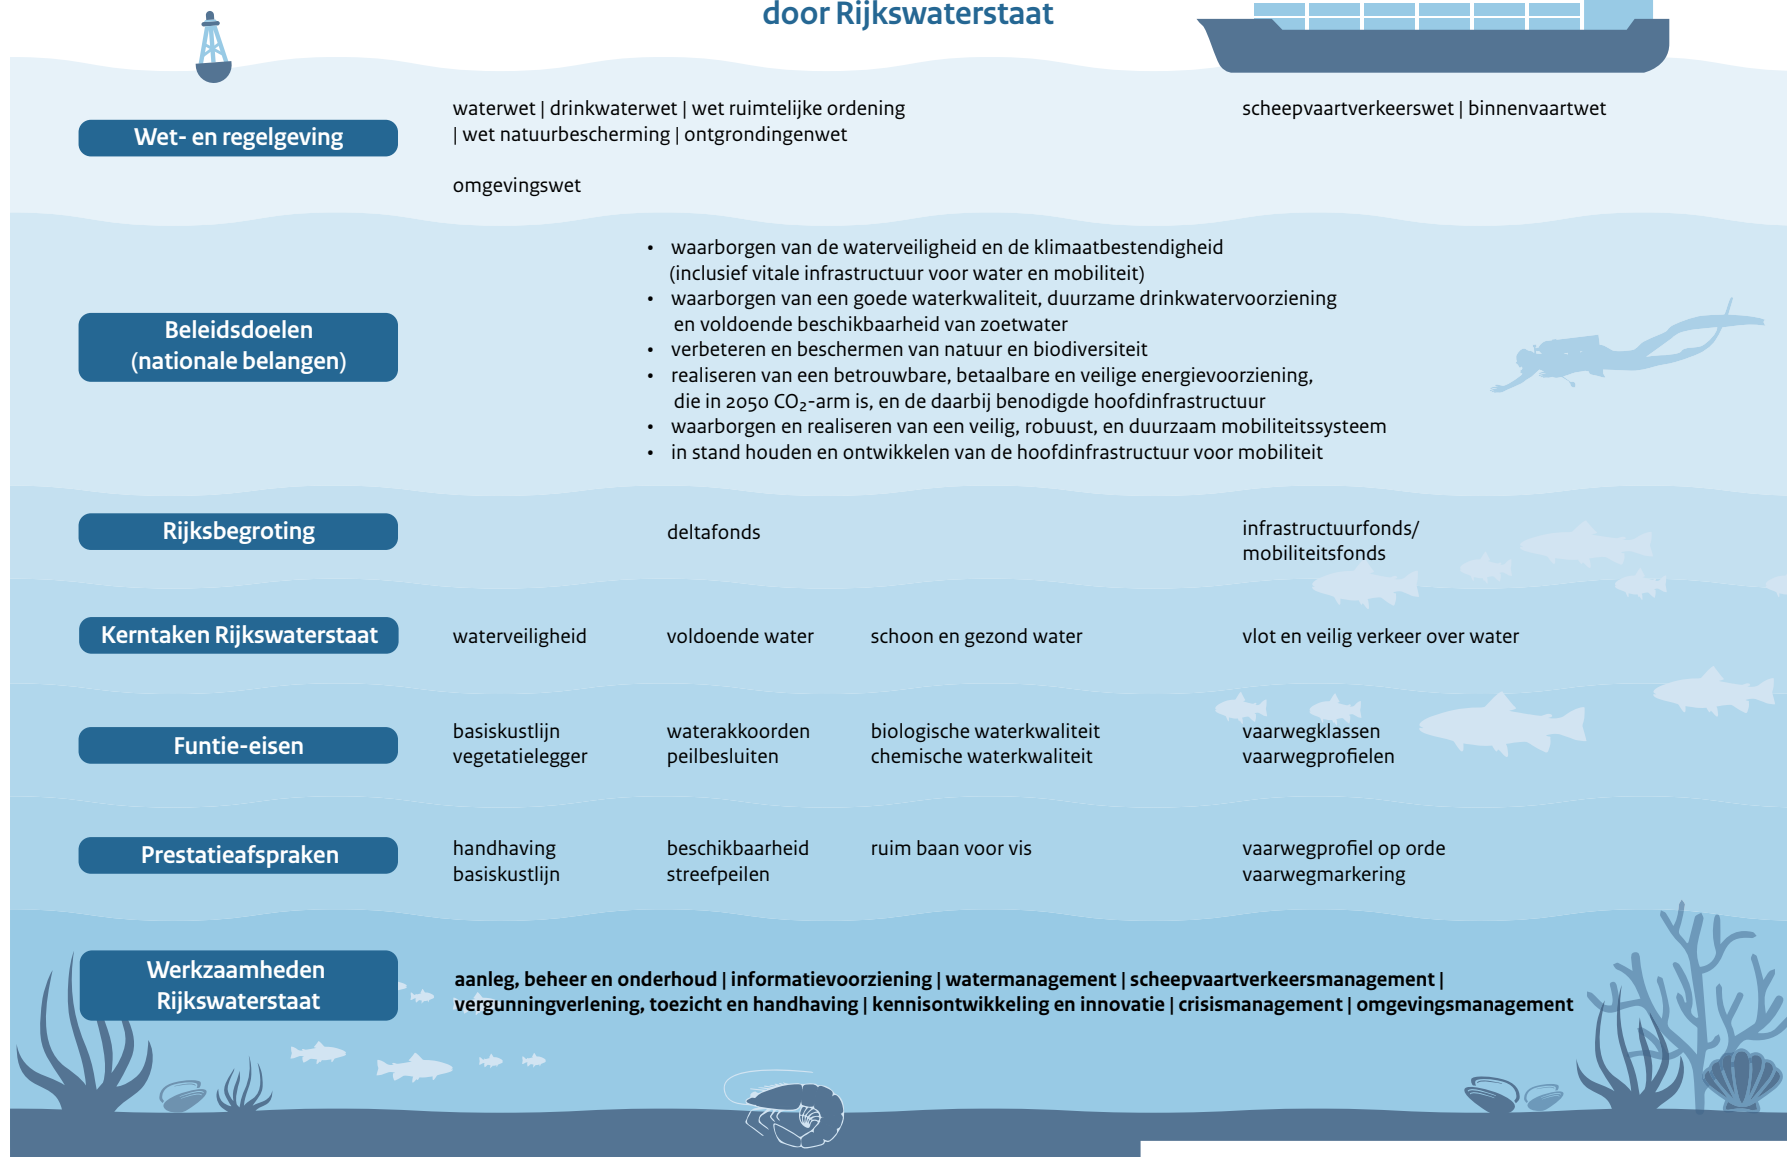 door Rijkswaterstaat
Wet- en regelgeving
waterwet | drinkwaterwet | wet ruimtelijke ordening
| wet natuurbescherming | ontgrondingenwet
omgevingswet
scheepvaartverkeerswet | binnenvaartwet
Beleidsdoelen
(nationale belangen)
• waarborgen van de waterveiligheid en de klimaatbestendigheid
(inclusief vitale infrastructuur voor water en mobiliteit)
• waarborgen van een goede waterkwaliteit, duurzame drinkwatervoorziening
en voldoende beschikbaarheid van zoetwater
• verbeteren en beschermen van natuur en biodiversiteit
• realiseren van een betrouwbare, betaalbare en veilige energievoorziening,
die in 2050 CO₂-arm is, en de daarbij benodigde hoofdinfrastructuur
• waarborgen en realiseren van een veilig, robuust, en duurzaam mobiliteitssysteem
• in stand houden en ontwikkelen van de hoofdinfrastructuur voor mobiliteit
Rijksbegroting
deltafonds
infrastructuurfonds/
mobiliteitsfonds
Kerntaken Rijkswaterstaat
waterveiligheid
voldoende water
schoon en gezond water
vlot en veilig verkeer over water
Funtie-eisen
basiskustlijn
vegetatielegger
waterakkoorden
peilbesluiten
biologische waterkwaliteit
chemische waterkwaliteit
vaarwegklassen
vaarwegprofielen
Prestatieafspraken
handhaving
basiskustlijn
beschikbaarheid
streefpeilen
ruim baan voor vis
vaarwegprofiel op orde
vaarwegmarkering
Werkzaamheden
Rijkswaterstaat
aanleg, beheer en onderhoud | informatievoorziening | watermanagement | scheepvaartverkeersmanagement |
vergunningverlening, toezicht en handhaving | kennisontwikkeling en innovatie | crisismanagement | omgevingsmanagement